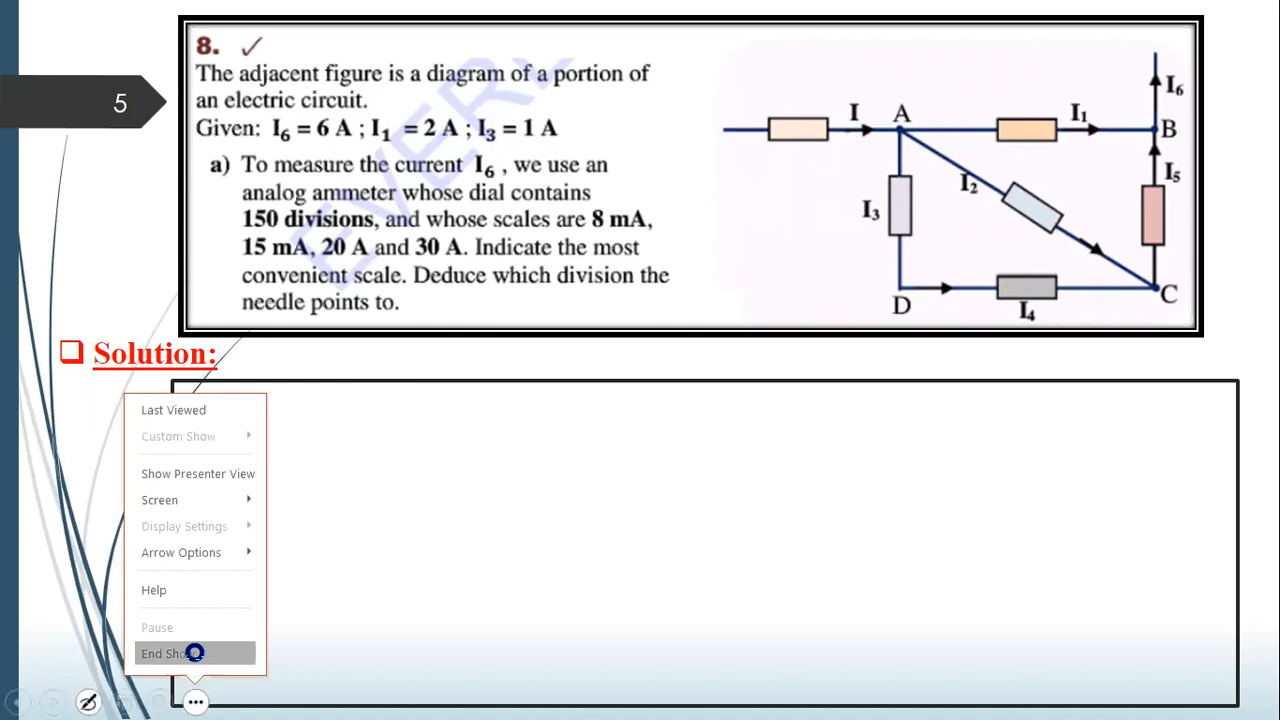 5
8. ✓
The adjacent figure is a diagram of a portion of
an electric circuit.
Given: I₆ = 6 A ; I₁ = 2 A ; I₃ = 1 A
a) To measure the current I₆ , we use an
analog ammeter whose dial contains
150 divisions, and whose scales are 8 mA,
15 mA, 20 A and 30 A. Indicate the most
convenient scale. Deduce which division the
needle points to.
I₆
I A I₁
B
I₅
I₂
I₃
C
D I₄
❑ Solution:
Last Viewed
Custom Show
Show Presenter View
Screen
Display Settings
Arrow Options
Help
Pause
End Show